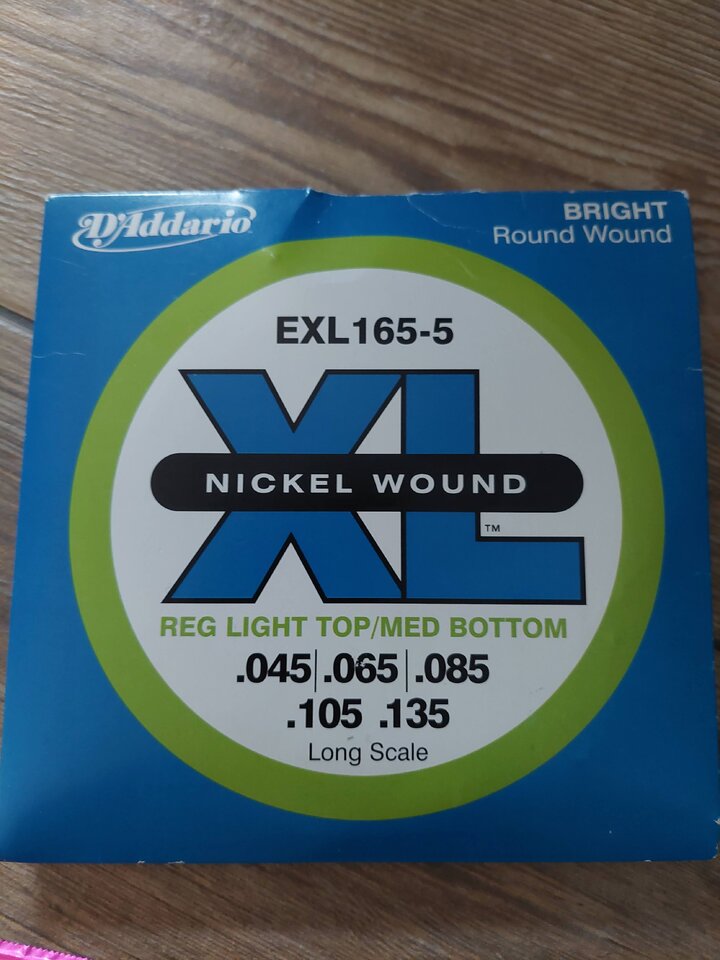 D'Addario
BRIGHT
Round Wound
EXL165-5
XL
NICKEL WOUND
TM
REG LIGHT TOP/MED BOTTOM
.045|.065|.085
.105 .135
Long Scale